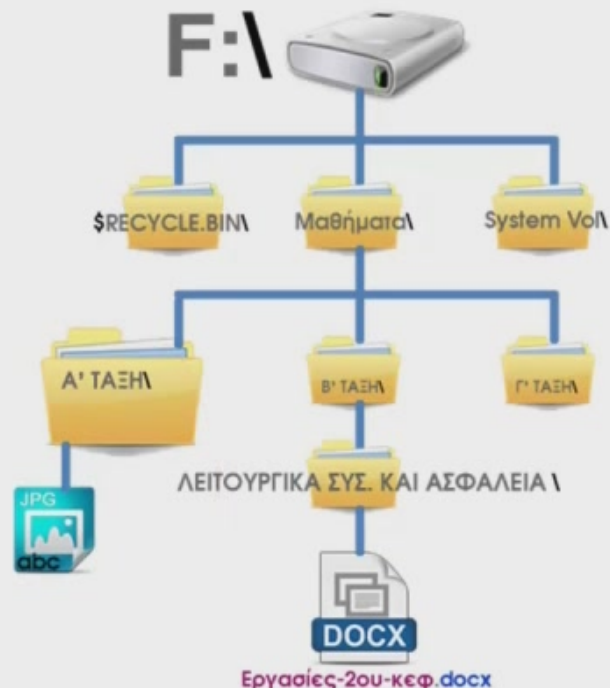 F:\
$RECYCLE.BIN\ Μαθήματα\ System Vol\
Α' ΤΑΞΗ\ Β' ΤΑΞΗ\ Γ' ΤΑΞΗ\
ΛΕΙΤΟΥΡΓΙΚΑ ΣΥΣ. ΚΑΙ ΑΣΦΑΛΕΙΑ \
JPG
abc
DOCX
Εργασίες-2ου-κεφ.docx